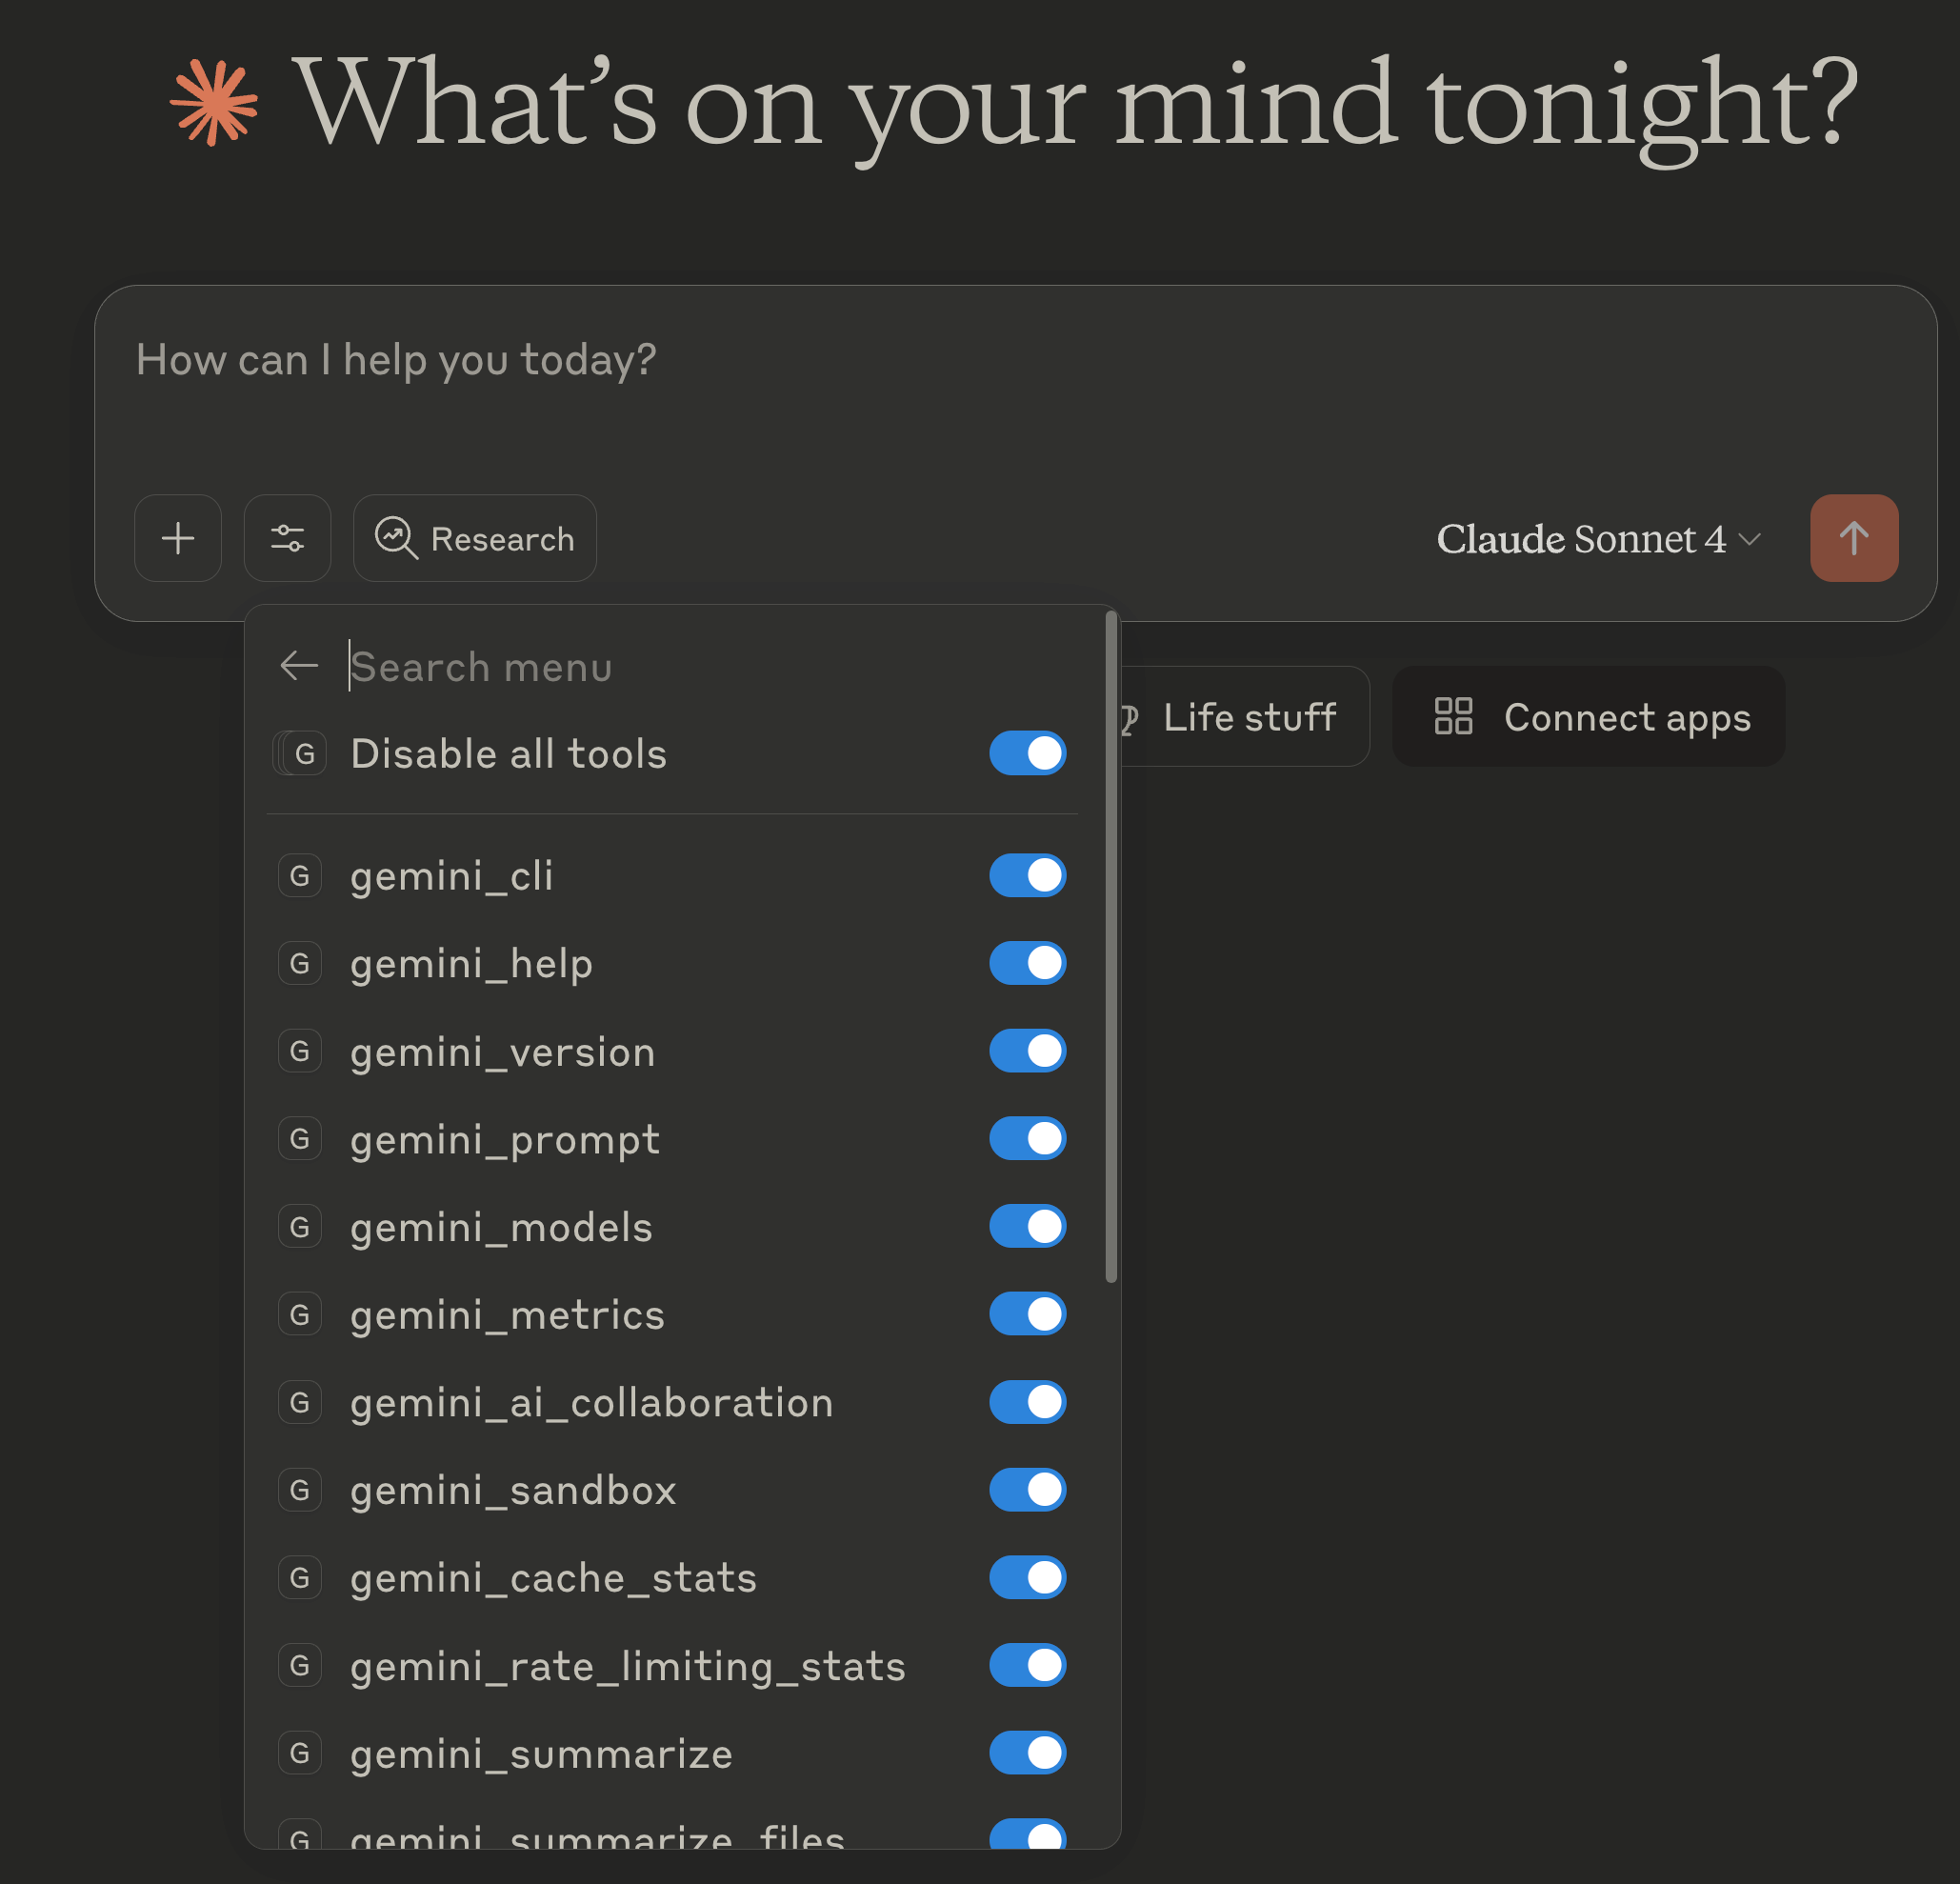 What's on your mind tonight?
How can I help you today?
Research
Claude Sonnet 4
Search menu
Life stuff
Connect apps
G Disable all tools
G gemini_cli
G gemini_help
G gemini_version
G gemini_prompt
G gemini_models
G gemini_metrics
G gemini_ai_collaboration
G gemini_sandbox
G gemini_cache_stats
G gemini_rate_limiting_stats
G gemini_summarize
G gemini_summarize_files